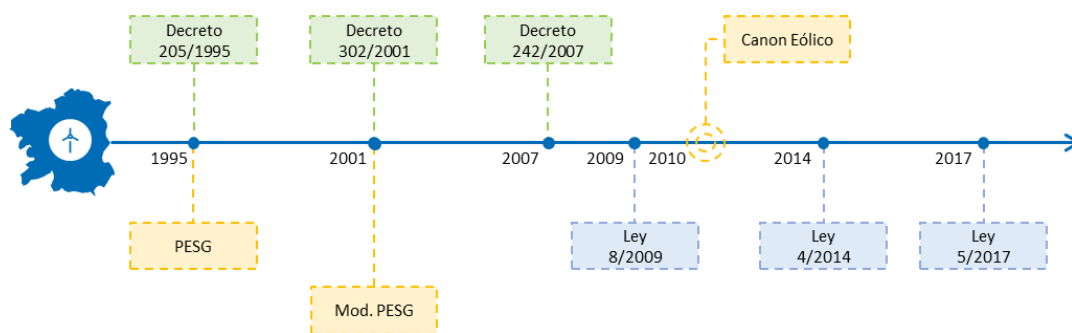 Decreto
205/1995
Decreto
302/2001
Decreto
242/2007
Canon Eólico
1995
2001
2007
2009
2010
2014
2017
PESG
Mod. PESG
Ley
8/2009
Ley
4/2014
Ley
5/2017